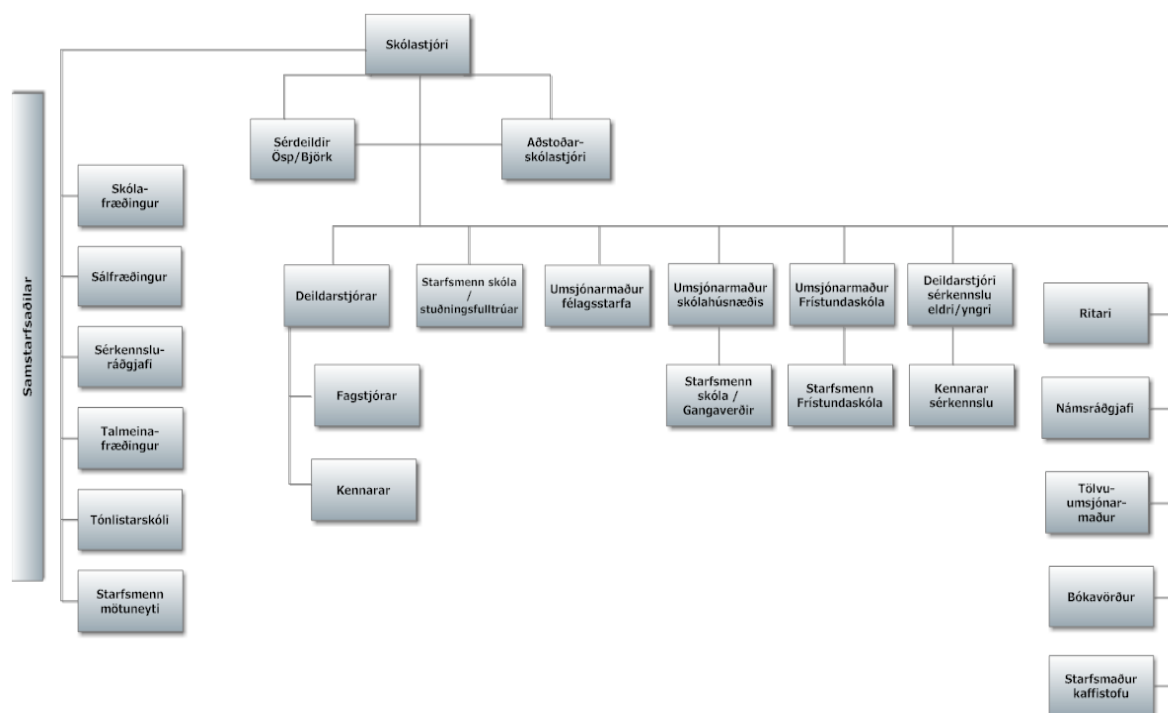 Skólastjóri
Sérdeildir
Ösp/Björk
Aðstoðar-
skólastjóri
Samstarfsaðilar
Skóla-
fræðingur
Sálfræðingur
Sérkennslu-
ráðgjafi
Talmeina-
fræðingur
Tónlistarskóli
Starfsmenn
mötuneyti
Deildarstjórar
Fagstjórar
Kennarar
Starfsmenn skóla
/
stuðningsfulltrúar
Umsjónarmaður
félagsstarfa
Umsjónarmaður
skólahúsnæðis
Starfsmenn
skóla /
Gangaverðir
Umsjónarmaður
Frístundaskóla
Starfsmenn
Frístundaskóla
Deildarstjóri
sérkennslu
eldri/yngri
Kennarar
sérkennslu
Ritari
Námsráðgjafi
Tölvu-
umsjónar-
maður
Bókavörður
Starfsmaður
kaffistofu